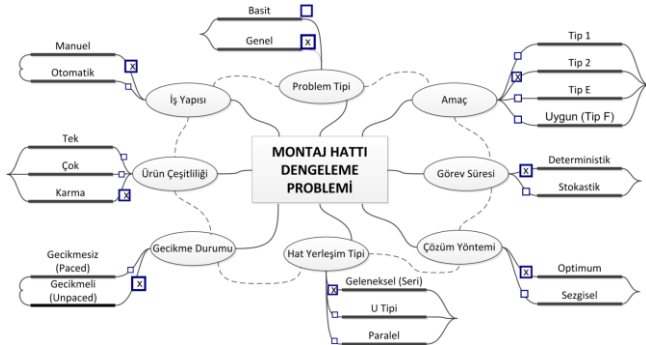 Basit
x
Genel
Problem Tipi
Manuel
x
Otomatik
İş Yapısı
Tip 1
x
Tip 2
Tip E
Uygun (Tip F)
Amaç
MONTAJ HATTI
DENGELEME
PROBLEMİ
Tek
Çok
Karma
x
Ürün Çeşitliliği
Görev Süresi
x
Deterministik
Stokastik
Gecikmesiz
(Paced)
Gecikmeli
(Unpaced)
x
Gecikme Durumu
Hat Yerleşim Tipi
x
Geleneksel (Seri)
U Tipi
Paralel
Çözüm Yöntemi
x
Optimum
Sezgisel